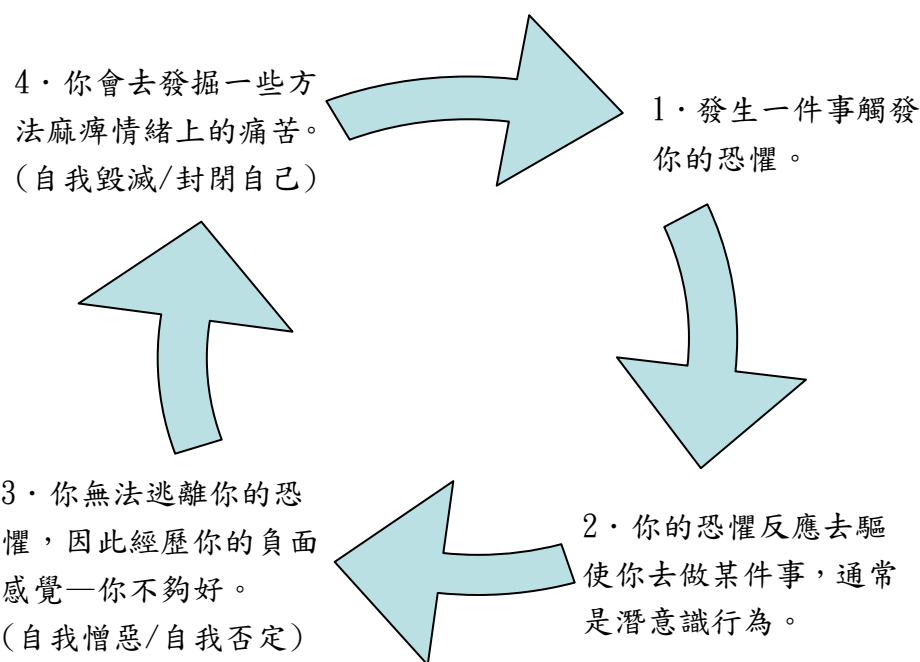 1．發生一件事觸發
你的恐懼。
2．你的恐懼反應去驅
使你去做某件事，通常
是潛意識行為。
3．你無法逃離你的恐
懼，因此經歷你的負面
感覺—你不夠好。
(自我憎惡/自我否定)
4．你會去發掘一些方
法麻痺情緒上的痛苦。
(自我毀滅/封閉自己)